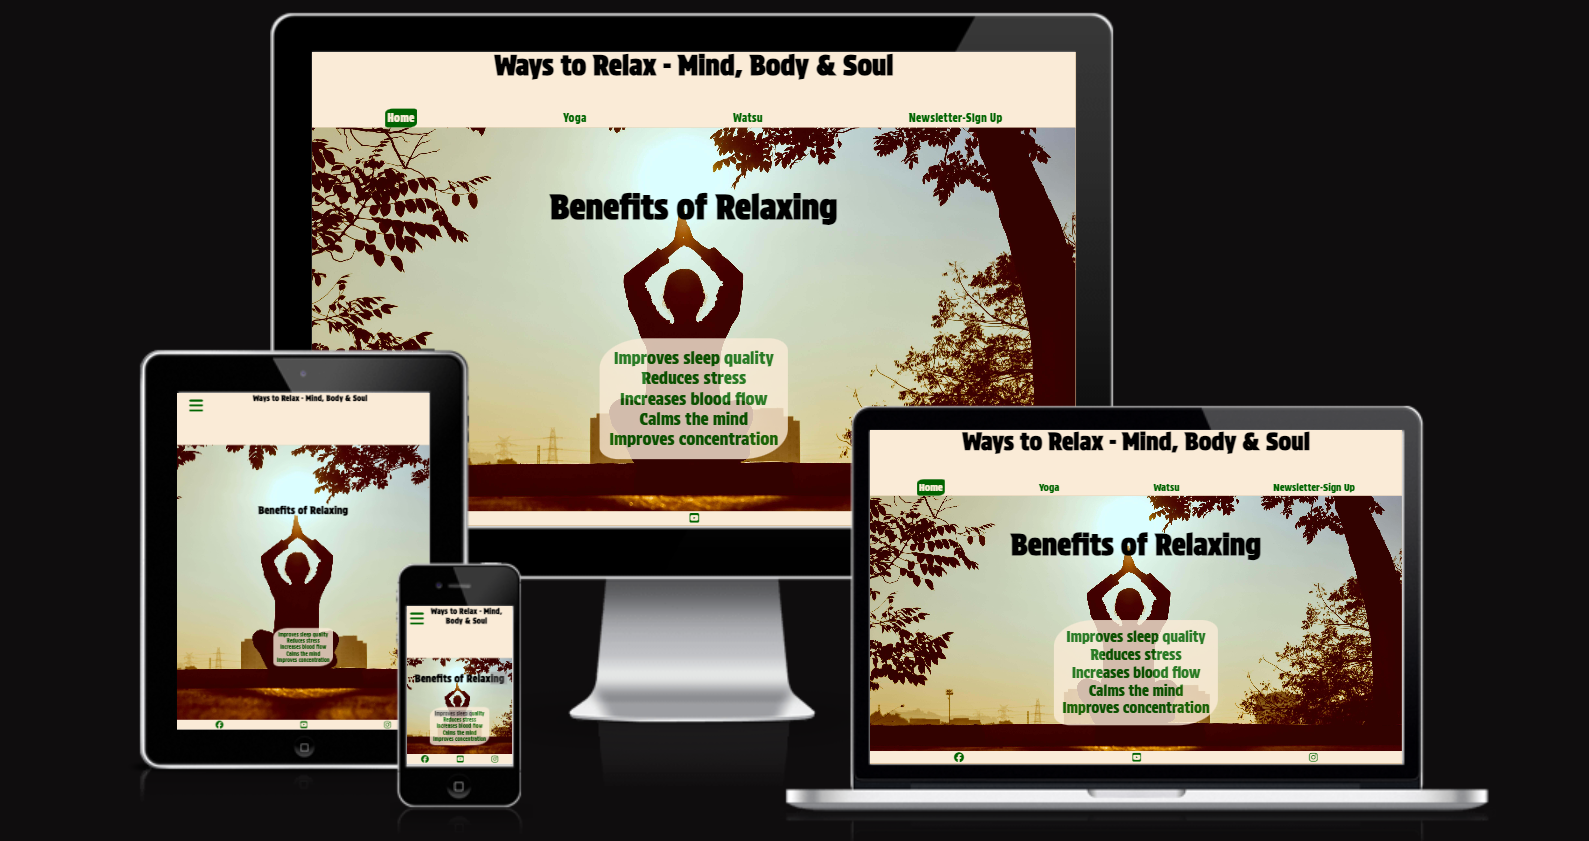 Ways to Relax - Mind, Body & Soul
Home Yoga Watsu Newsletter-Sign Up
Benefits of Relaxing
Improves sleep quality
Reduces stress
Increases blood flow
Calms the mind
Improves concentration
Ways to Relax - Mind, Body & Soul
Benefits of Relaxing
Improves sleep quality
Reduces stress
Increases blood flow
Calms the mind
Improves concentration
Ways to Relax - Mind,
Body & Soul
Benefits of Relaxing
Improves sleep quality
Reduces stress
Increases blood flow
Calms the mind
Improves concentration
Ways to Relax - Mind, Body & Soul
Home Yoga Watsu Newsletter-Sign Up
Benefits of Relaxing
Improves sleep quality
Reduces stress
Increases blood flow
Calms the mind
Improves concentration